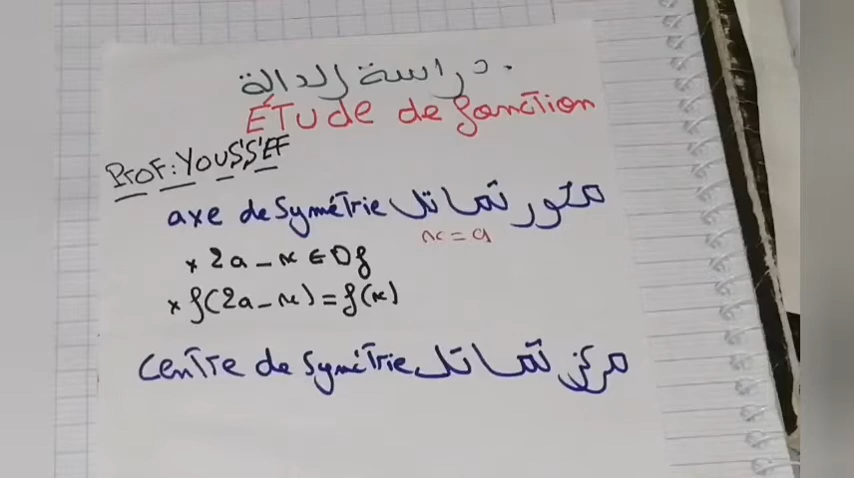 دراسة الدالة.
ÉTude de fonction
Prof: YOUSSEF
axe de Symétrie محور تماثل
x = a
× 2a - x ∈ Df
× f(2a - x) = f(x)
Centre de Symétrie مركز تماثل